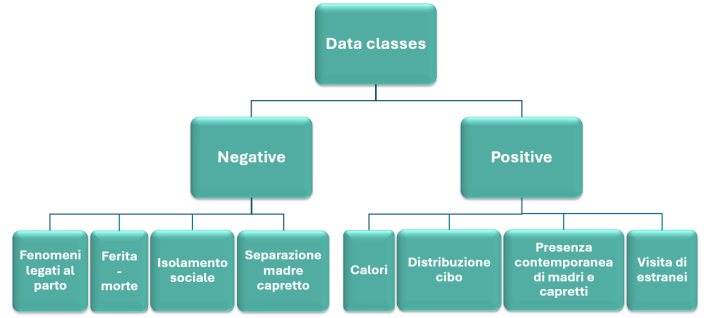 Data classes
Negative
Positive
Fenomeni
legati al
parto
Ferita
-
morte
Isolamento
sociale
Separazione
madre
capretto
Calori
Distribuzione
cibo
Presenza
contemporanea
di madri e
capretti
Visita di
estranei